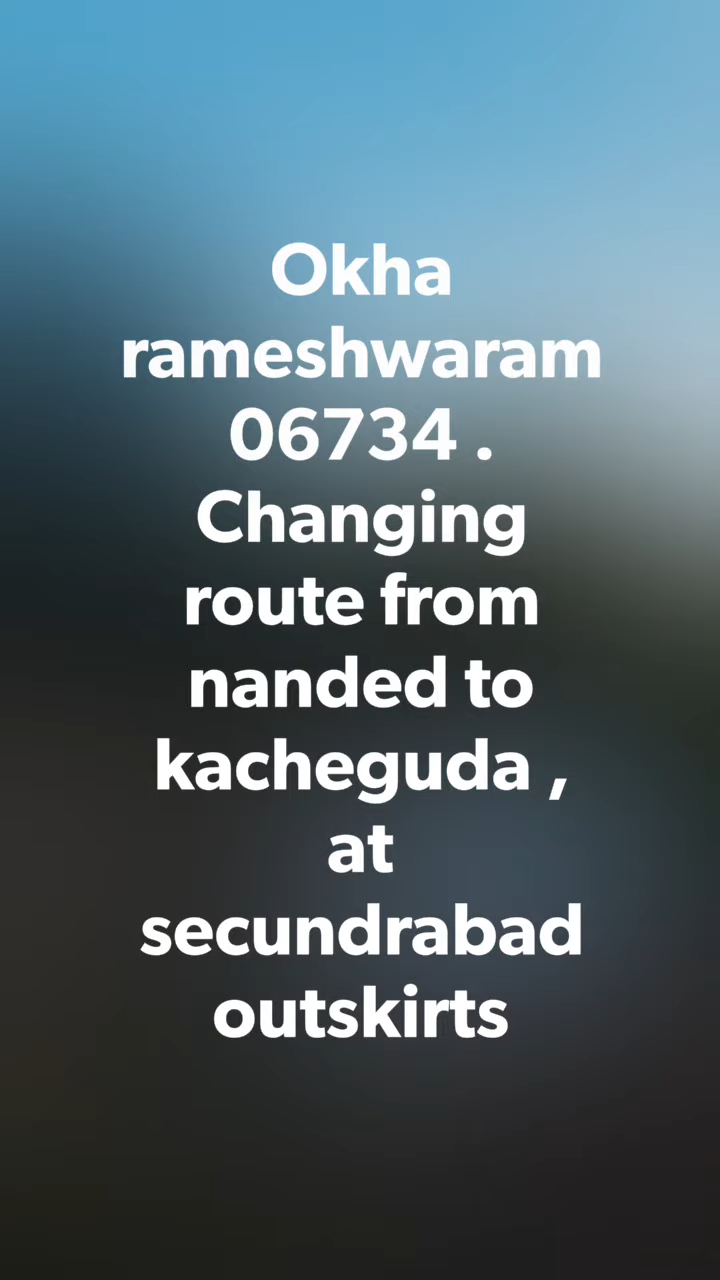 Okha
rameshwaram
06734 .
Changing
route from
nanded to
kacheguda ,
at
secundrabad
outskirts